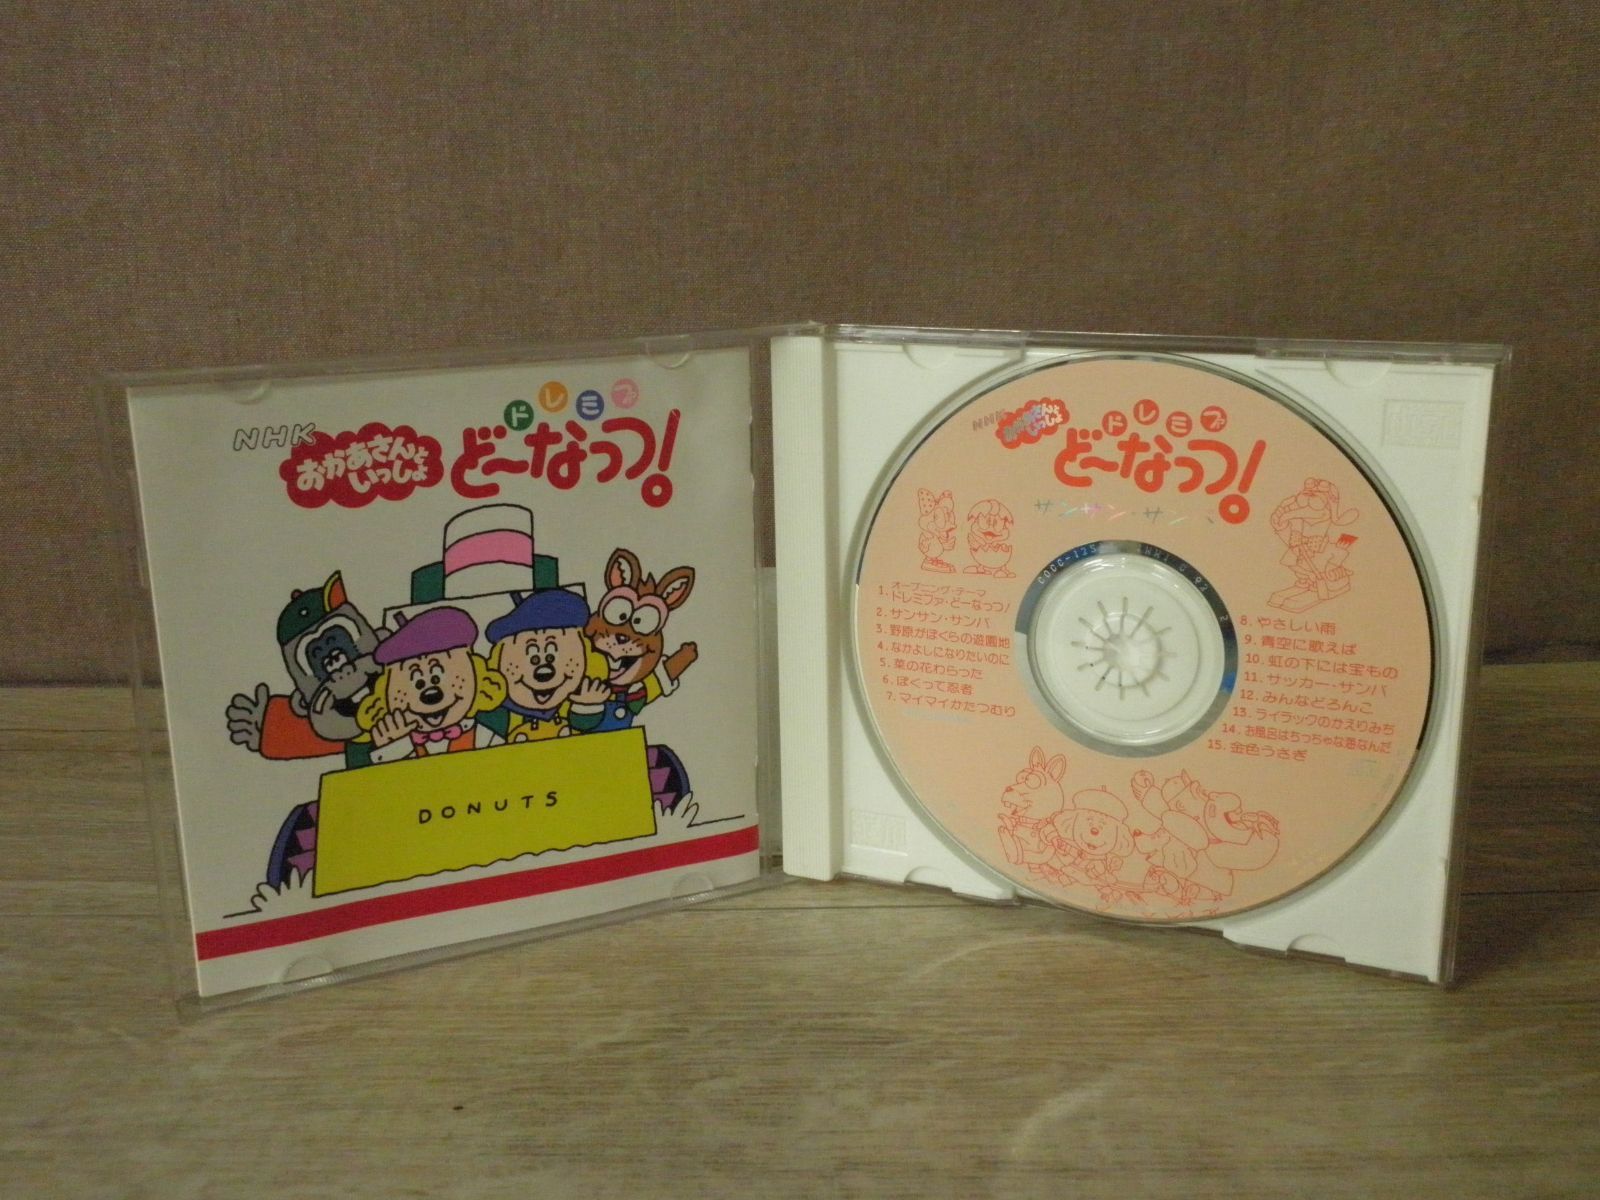 NHK
おかあさんと
いっしょ
ドレミファ
ど〜なっつ!
DONUTS
NHK
おかあさんと
いっしょ
ドレミファ
ど〜なっつ!
サンサン・サン
COCC-125
1. オープニング・テーマ
ドレミファ・どーなっつ!
2. サンサン・サンバ
3. 野原がぼくらの遊園地
4. なかよしになりたいのに
5. 菜の花わらった
6. ぼくって忍者
7. マイマイかたつむり
8. やさしい雨
9. 青空に歌えば
10. 虹の下には宝もの
11. サッカー・サンバ
12. みんなどろんこ
13. ライラックのかえりみち
14. お風呂はちっちゃな海なんだ
15. 金色うさぎ